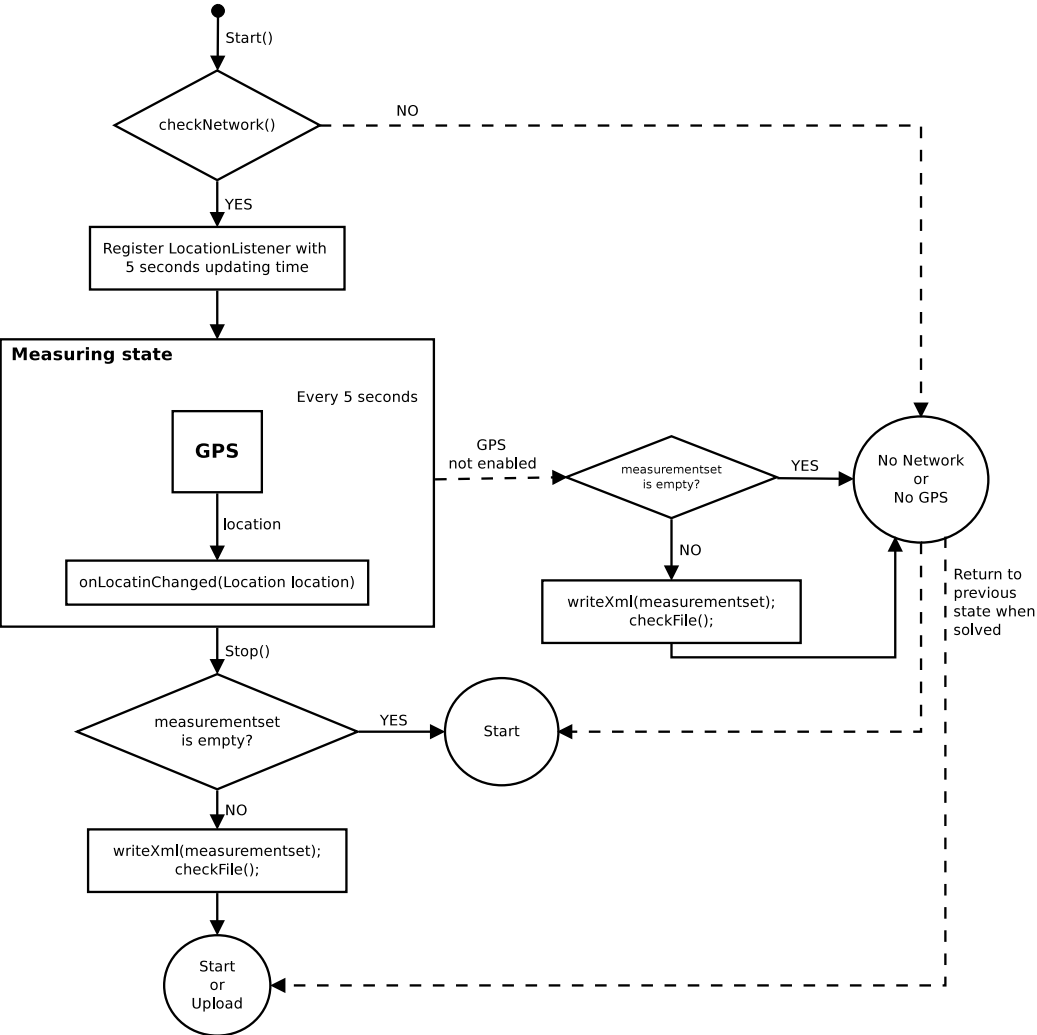 Start()
checkNetwork()
NO
YES
Register LocationListener with
5 seconds updating time
Measuring state
Every 5 seconds
GPS
location
onLocatinChanged(Location location)
GPS
not enabled
measurementset
is empty?
YES
No Network
or
No GPS
NO
writeXml(measurementset);
checkFile();
Return to
previous
state when
solved
Stop()
measurementset
is empty?
YES
Start
NO
writeXml(measurementset);
checkFile();
Start
or
Upload